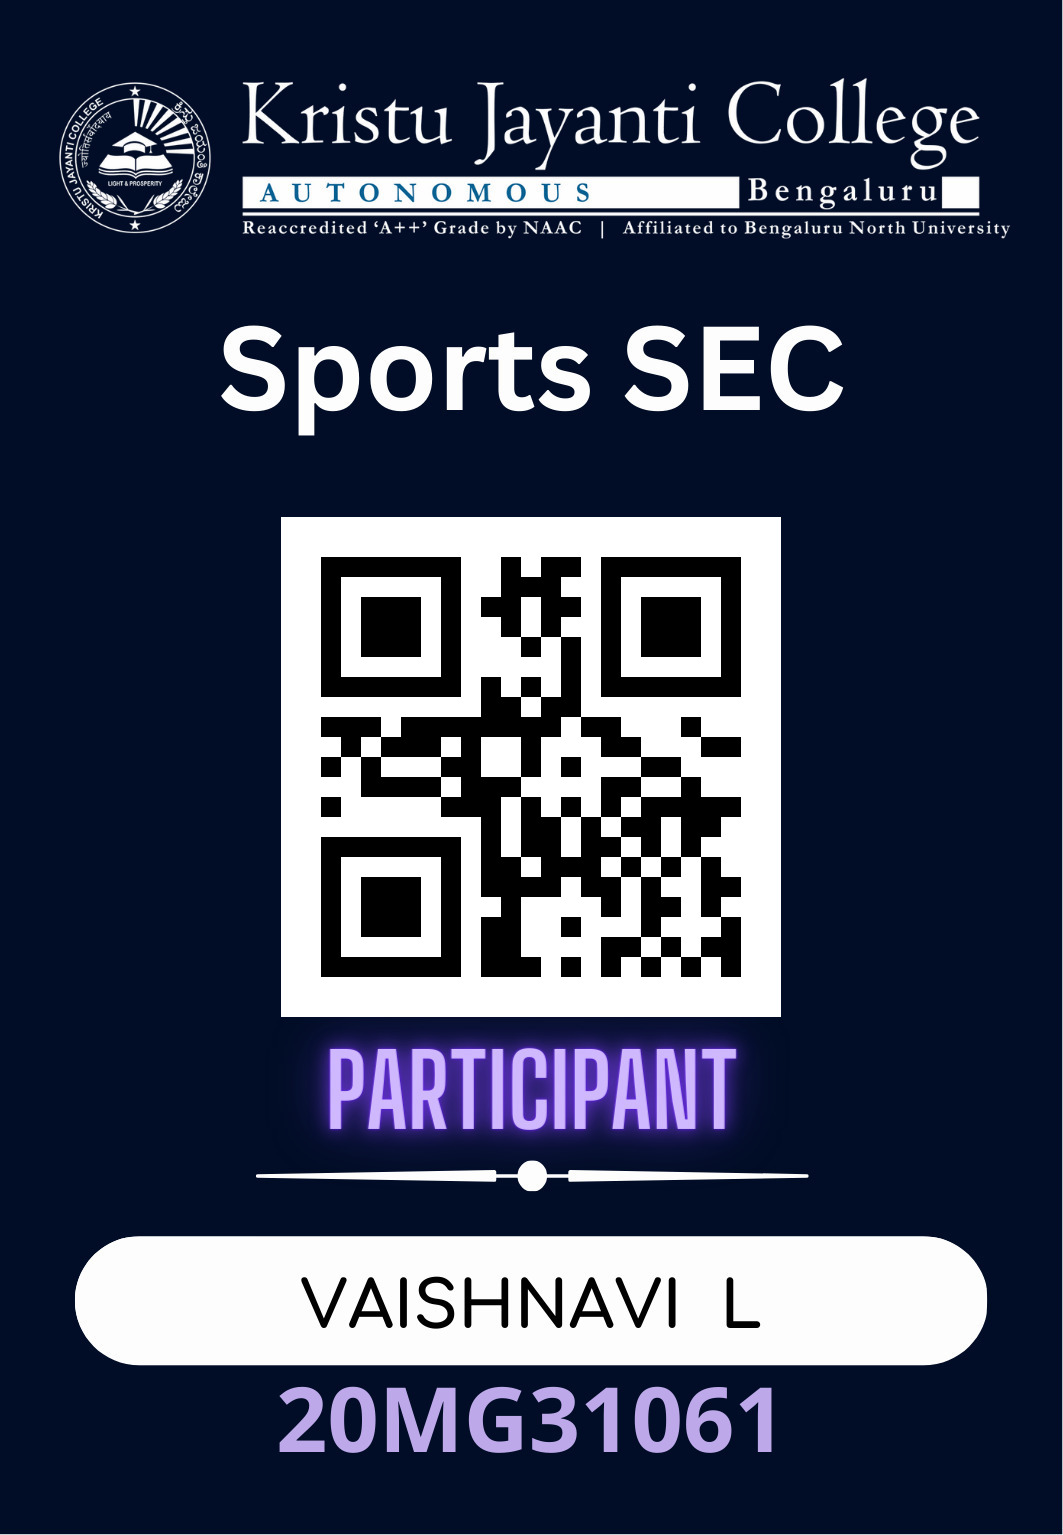 KRISTU JAYANTI COLLEGE
ಕ್ರಿಸ್ತು ಜಯಂತಿ ಕಾಲೇಜು
LIGHT & PROSPERITY
Kristu Jayanti College
AUTONOMOUS Bengaluru
Reaccredited ‘A++’ Grade by NAAC | Affiliated to Bengaluru North University
Sports SEC
PARTICIPANT
VAISHNAVI L
20MG31061